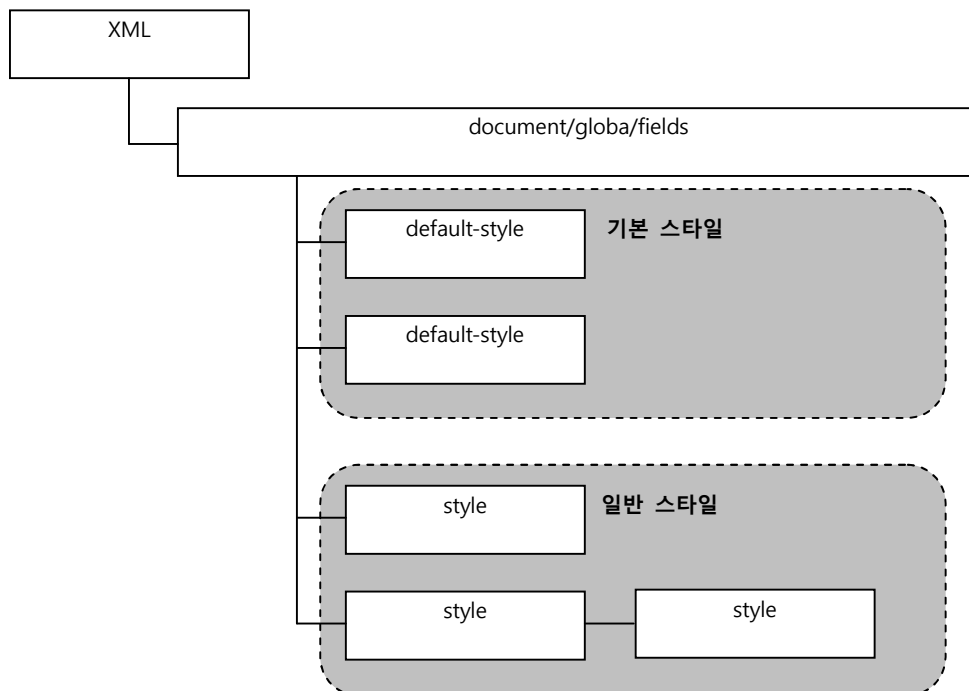 XML
document/globa/fields
default-style
기본 스타일
default-style
style
일반 스타일
style
style